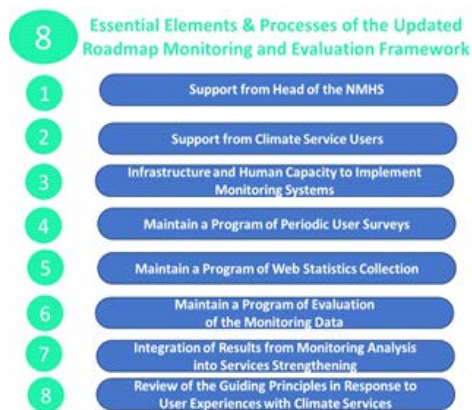 8
Essential Elements & Processes of the Updated
Roadmap Monitoring and Evaluation Framework
1
Support from Head of the NMHS
2
Support from Climate Service Users
3
Infrastructure and Human Capacity to Implement
Monitoring Systems
4
Maintain a Program of Periodic User Surveys
5
Maintain a Program of Web Statistics Collection
6
Maintain a Program of Evaluation
of the Monitoring Data
7
Integration of Results from Monitoring Analysis
into Services Strengthening
8
Review of the Guiding Principles in Response to
User Experiences with Climate Services